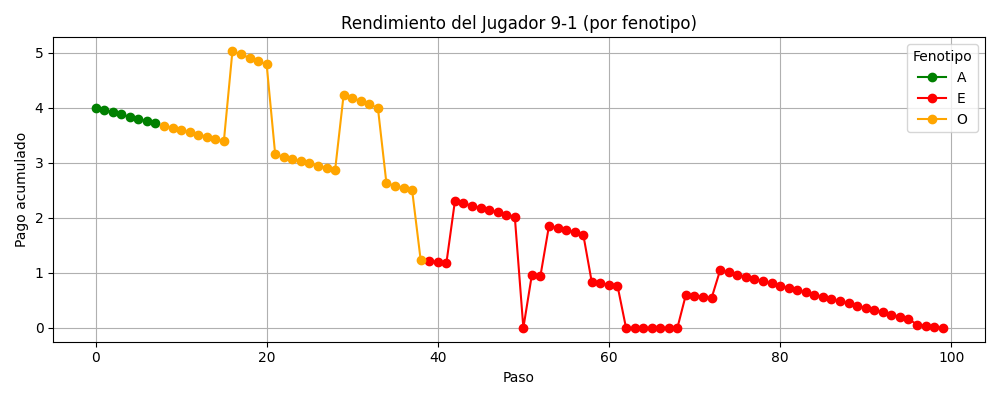 Rendimiento del Jugador 9-1 (por fenotipo)
Pago acumulado
5
4
3
2
1
0
Fenotipo
A
E
O
0 20 40 60 80 100
Paso